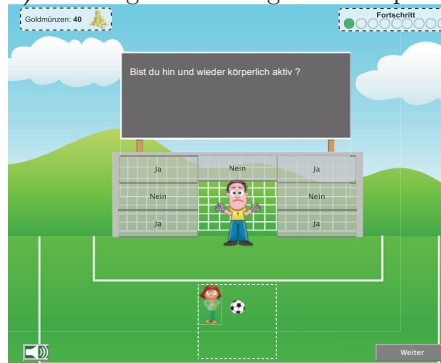 Goldmünzen: 40
Fortschritt
Bist du hin und wieder körperlich aktiv ?
Ja
Nein
Ja
Nein
Nein
Ja
Ja
Weiter